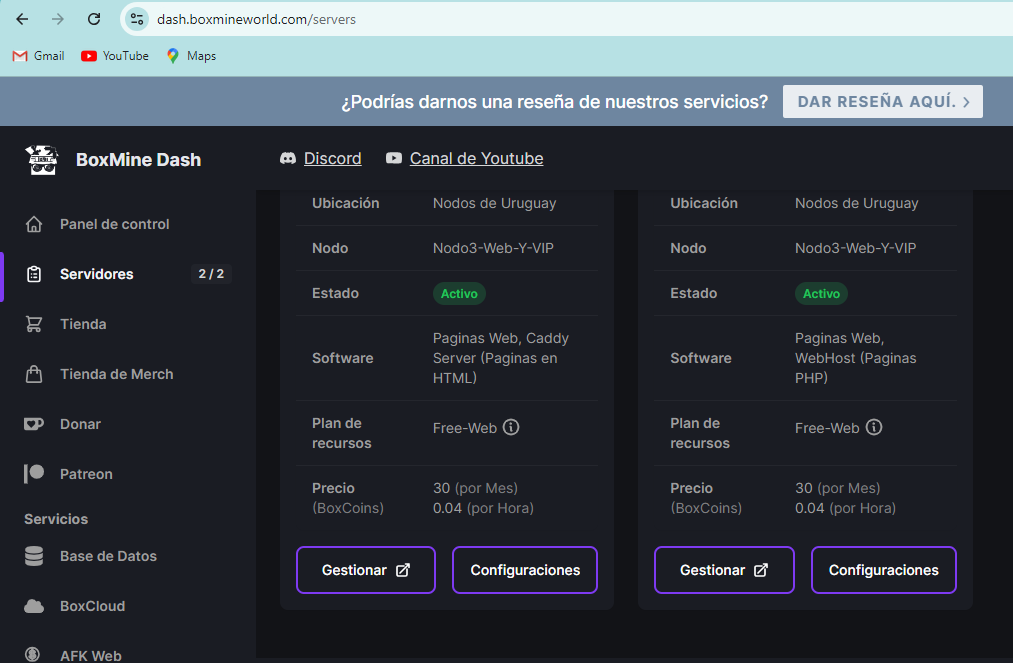 dash.boxmineworld.com/servers
Gmail YouTube Maps
¿Podrías darnos una reseña de nuestros servicios? DAR RESEÑA AQUÍ. >
BoxMine Dash
Discord Canal de Youtube
Panel de control
Servidores 2 / 2
Tienda
Tienda de Merch
Donar
Patreon
Servicios
Base de Datos
BoxCloud
AFK Web
Ubicación Nodos de Uruguay
Nodo Nodo3-Web-Y-VIP
Estado Activo
Software Paginas Web, Caddy
Server (Paginas en
HTML)
Plan de
recursos Free-Web
Precio 30 (por Mes)
(BoxCoins) 0.04 (por Hora)
Gestionar Configuraciones
Ubicación Nodos de Uruguay
Nodo Nodo3-Web-Y-VIP
Estado Activo
Software Paginas Web,
WebHost (Paginas
PHP)
Plan de
recursos Free-Web
Precio 30 (por Mes)
(BoxCoins) 0.04 (por Hora)
Gestionar Configuraciones